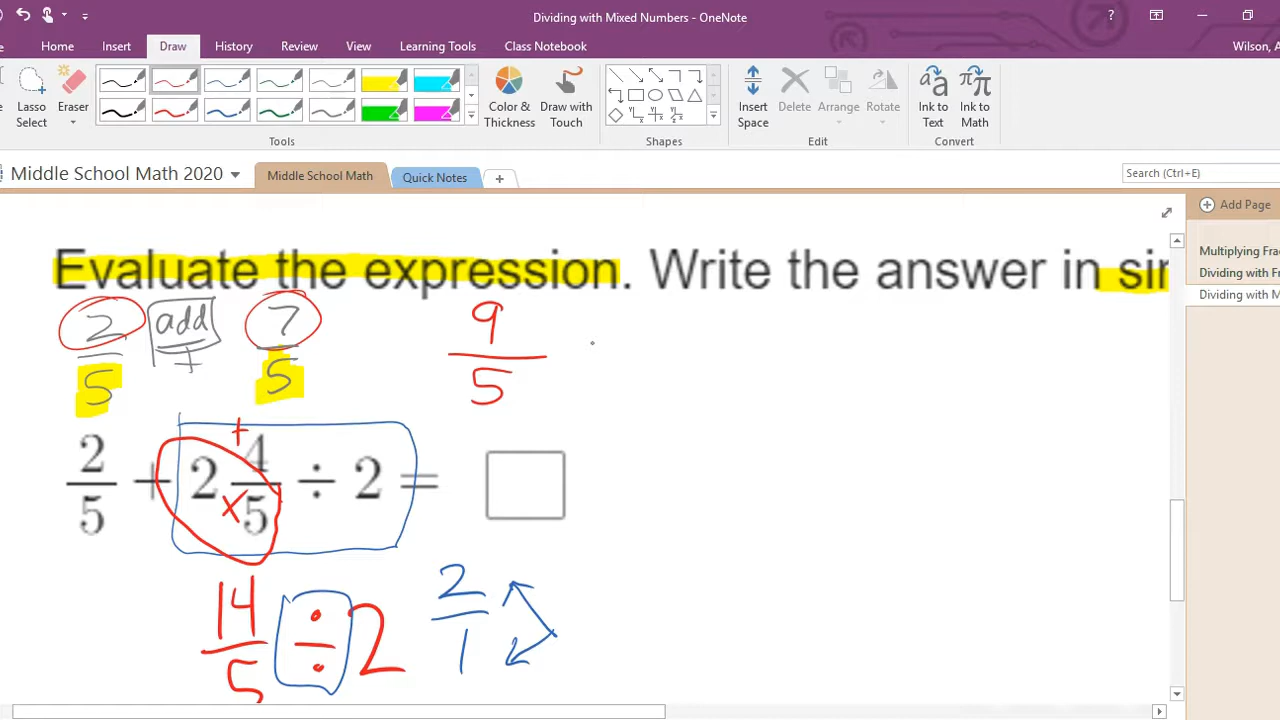 Dividing with Mixed Numbers - OneNote
?
Home Insert Draw History Review View Learning Tools Class Notebook
Wilson, A
Lasso Select
Eraser
Color & Thickness
Draw with Touch
Insert Space
Delete
Arrange
Rotate
Ink to Text
Ink to Math
Tools
Shapes
Edit
Convert
Middle School Math 2020
Middle School Math
Quick Notes
+
Search (Ctrl+E)
Add Page
Multiplying Fra
Dividing with F
Dividing with M
Evaluate the expression. Write the answer in sir
2/5 add + 7/5 9/5
+
2/5 + 2 4/5 ÷ 2 =
×
14/5 ÷ 2 2/1